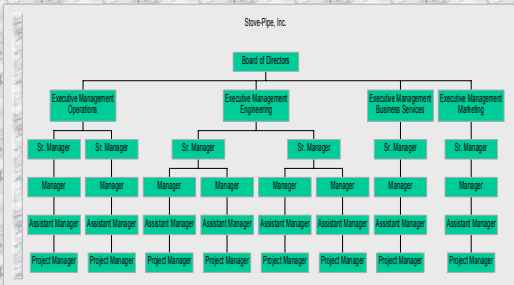 Stove-Pipe, Inc.
Board of Directors
Executive Management
Operations
Executive Management
Engineering
Executive Management
Business Services
Executive Management
Marketing
Sr. Manager
Sr. Manager
Sr. Manager
Sr. Manager
Sr. Manager
Sr. Manager
Manager
Manager
Manager
Manager
Manager
Manager
Manager
Manager
Assistant Manager
Assistant Manager
Assistant Manager
Assistant Manager
Assistant Manager
Assistant Manager
Assistant Manager
Assistant Manager
Project Manager
Project Manager
Project Manager
Project Manager
Project Manager
Project Manager
Project Manager
Project Manager